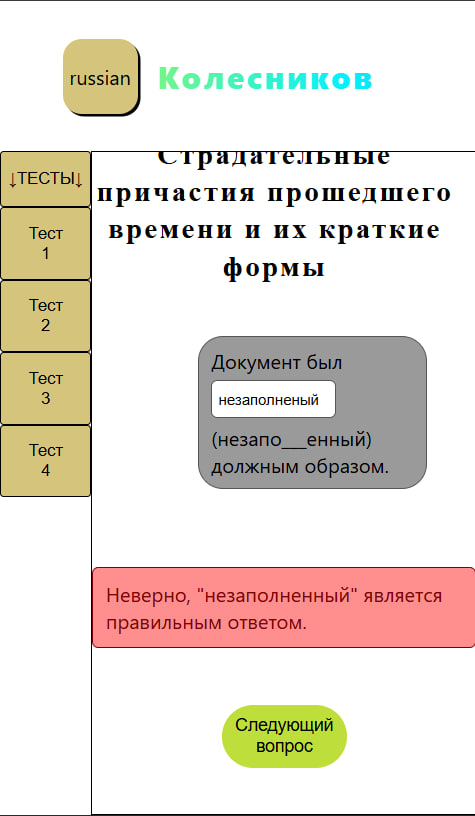 russian
Колесников
Страдательные
причастия прошедшего
времени и их краткие
формы
↓ТЕСТЫ↓
Тест
1
Тест
2
Тест
3
Тест
4
Документ был
незаполненый
(незапо___енный)
должным образом.
Неверно, "незаполненный" является
правильным ответом.
Следующий
вопрос